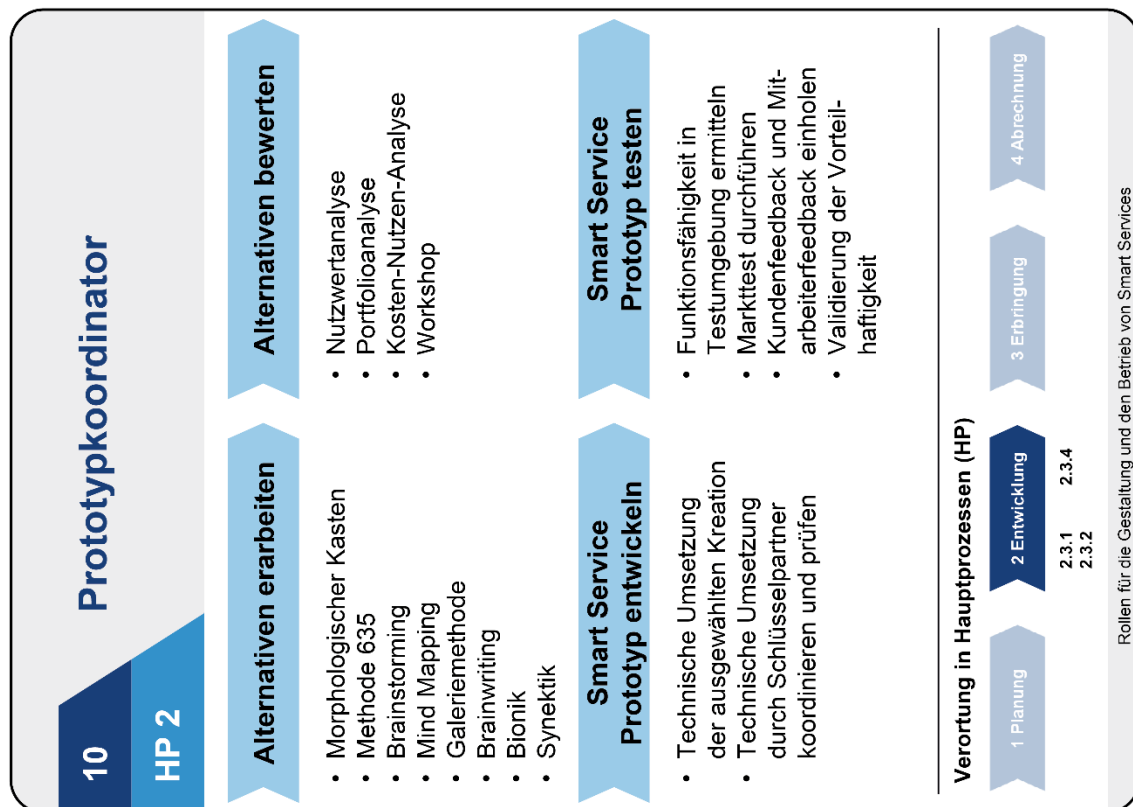 10
HP 2
Prototypkoordinator
Alternativen erarbeiten
• Morphologischer Kasten
• Methode 635
• Brainstorming
• Mind Mapping
• Galeriemethode
• Brainwriting
• Bionik
• Synektik
Alternativen bewerten
• Nutzwertanalyse
• Portfolioanalyse
• Kosten-Nutzen-Analyse
• Workshop
Smart Service
Prototyp entwickeln
• Technische Umsetzung
der ausgewählten Kreation
• Technische Umsetzung
durch Schlüsselpartner
koordinieren und prüfen
Smart Service
Prototyp testen
• Funktionsfähigkeit in
Testumgebung ermitteln
• Markttest durchführen
• Kundenfeedback und Mit-
arbeiterfeedback einholen
• Validierung der Vorteil-
haftigkeit
Verortung in Hauptprozessen (HP)
1 Planung
2 Entwicklung
3 Erbringung
4 Abrechnung
2.3.1 2.3.4
2.3.2
Rollen für die Gestaltung und den Betrieb von Smart Services